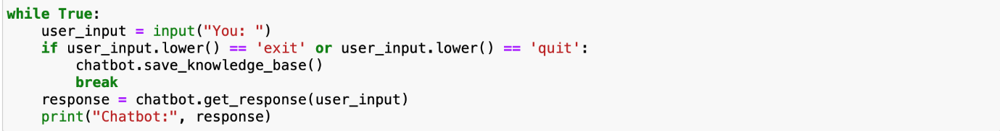 while True:
    user_input = input("You: ")
    if user_input.lower() == 'exit' or user_input.lower() == 'quit':
        chatbot.save_knowledge_base()
        break
    response = chatbot.get_response(user_input)
    print("Chatbot:", response)